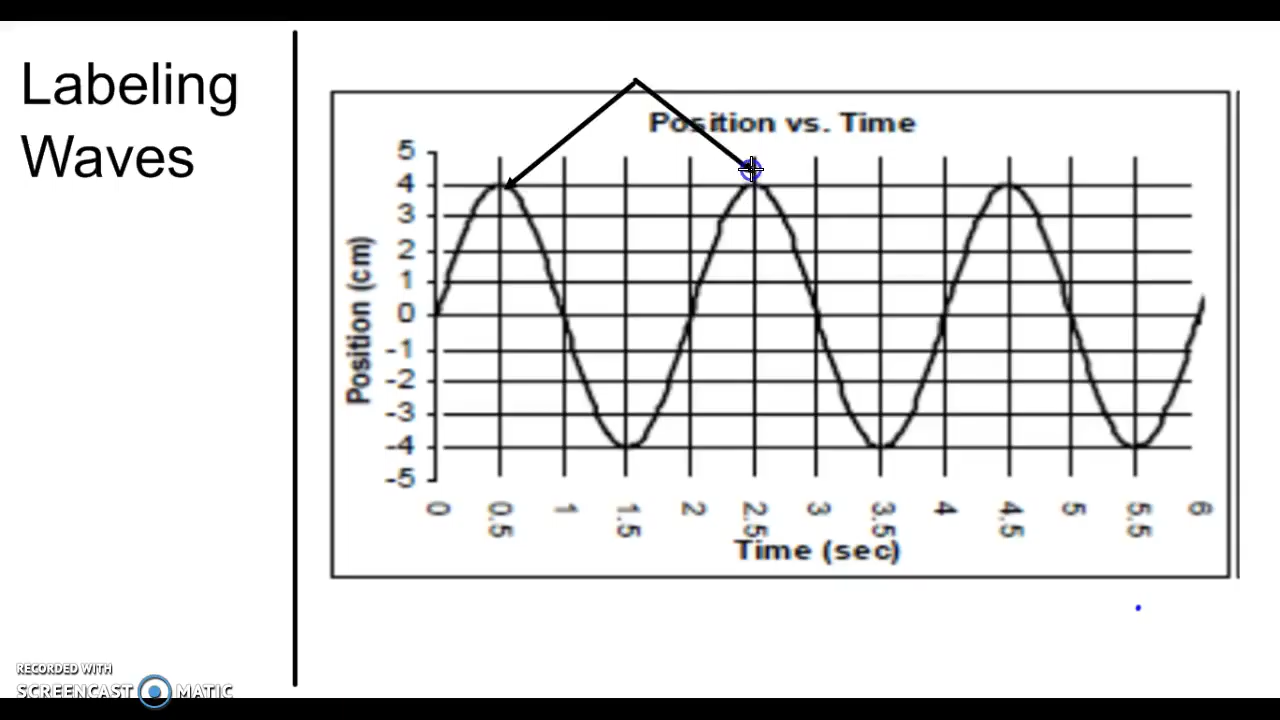 Labeling
Waves
Position vs. Time
5
4
3
2
1
0
-1
-2
-3
-4
-5
Position (cm)
0 0.5 1 1.5 2 2.5 3 3.5 4 4.5 5 5.5 6
Time (sec)
RECORDED WITH
SCREENCAST MATIC